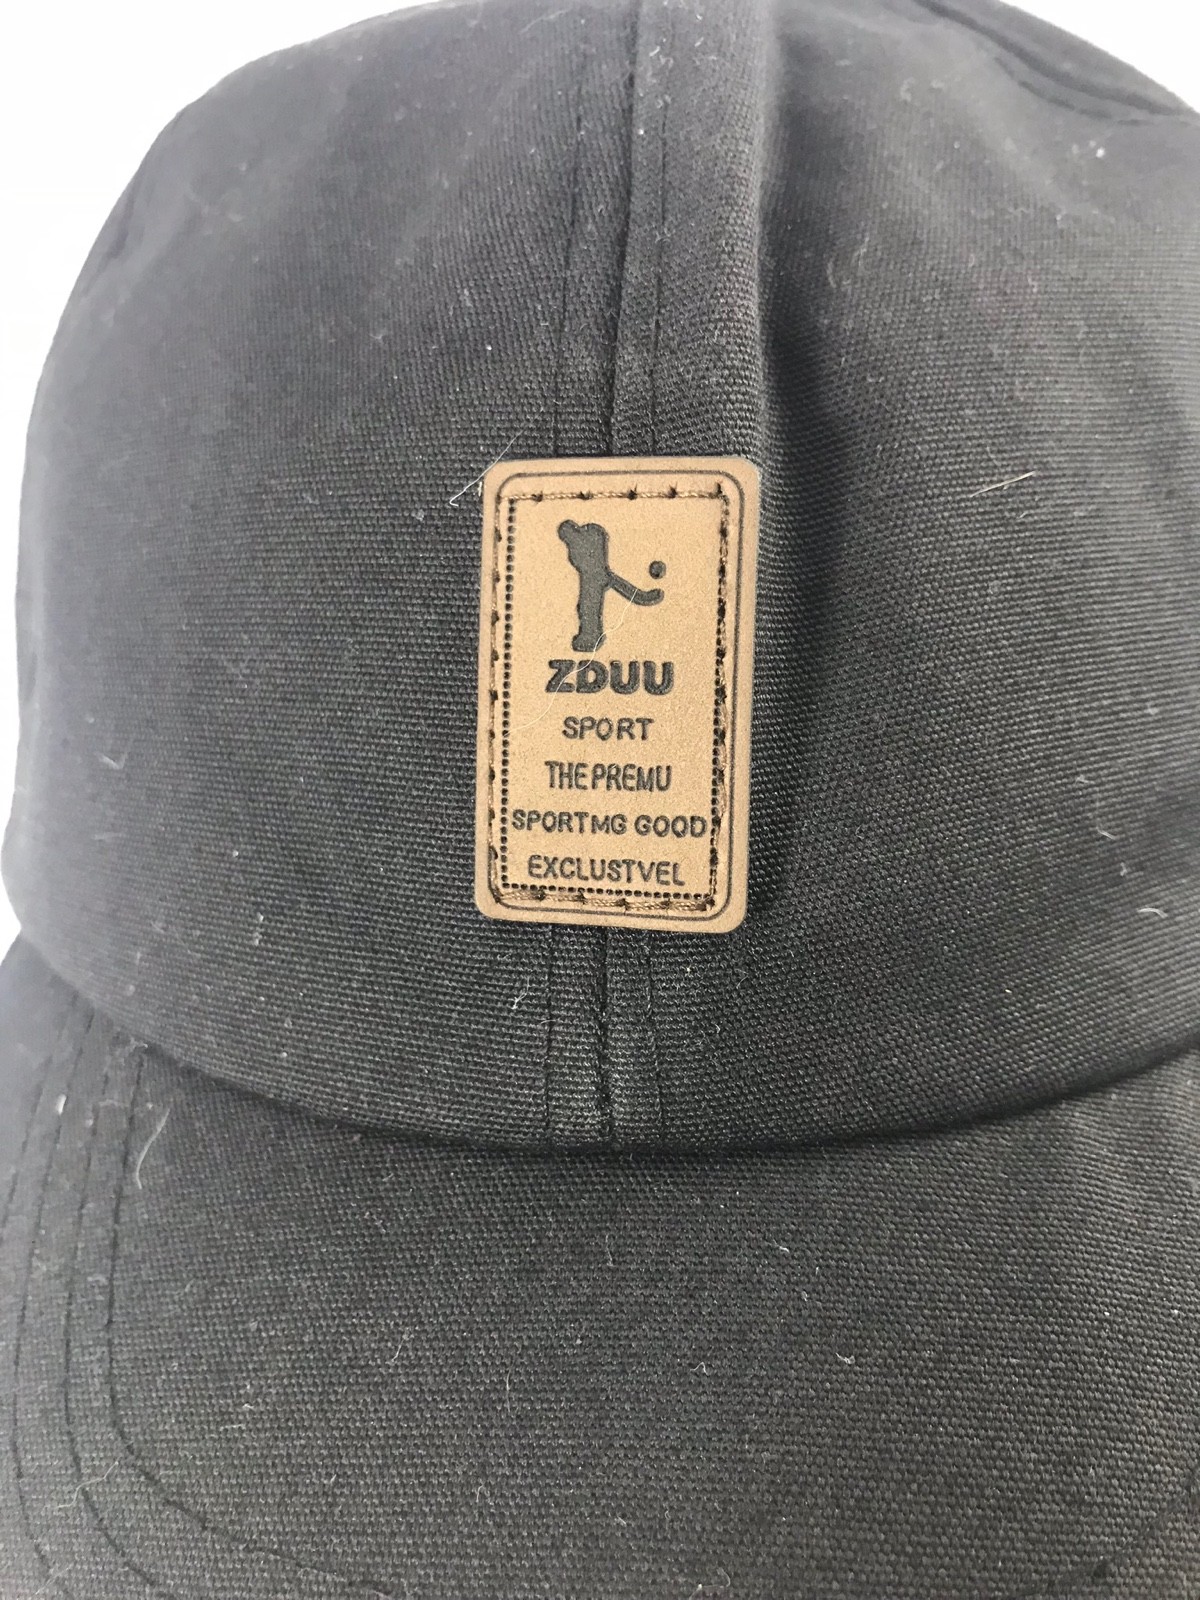 ZDUU
SPORT
THE PREMU
SPORTMG GOOD
EXCLUSTVEL